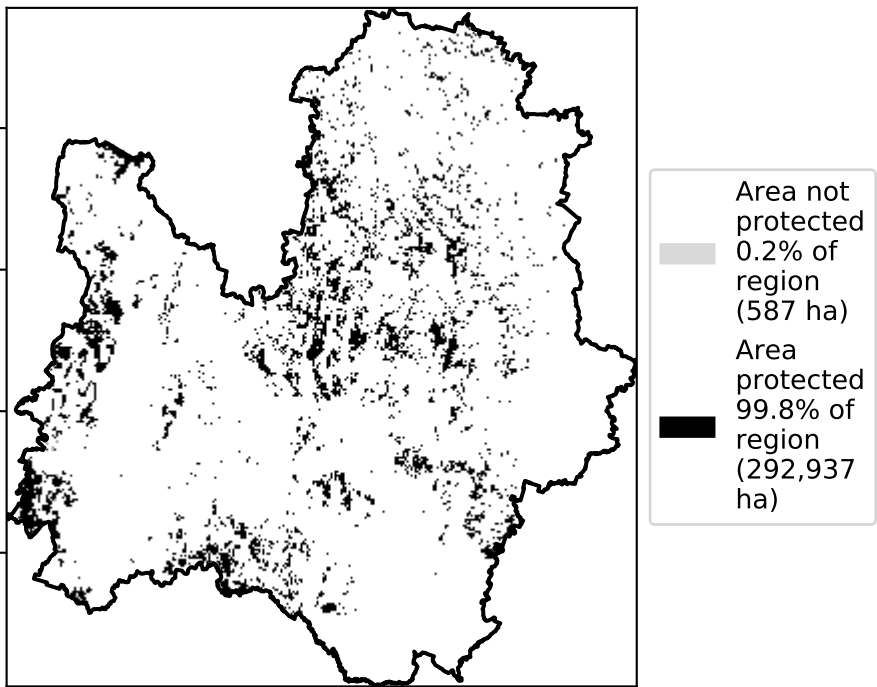 Area not
protected
0.2% of
region
(587 ha)
Area
protected
99.8% of
region
(292,937
ha)